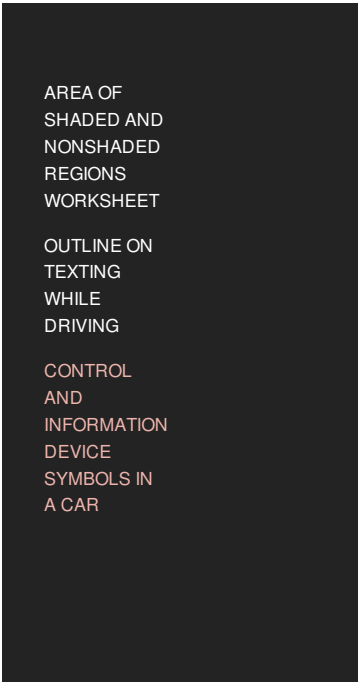 AREA OF
SHADED AND
NONSHADED
REGIONS
WORKSHEET
OUTLINE ON
TEXTING
WHILE
DRIVING
CONTROL
AND
INFORMATION
DEVICE
SYMBOLS IN
A CAR